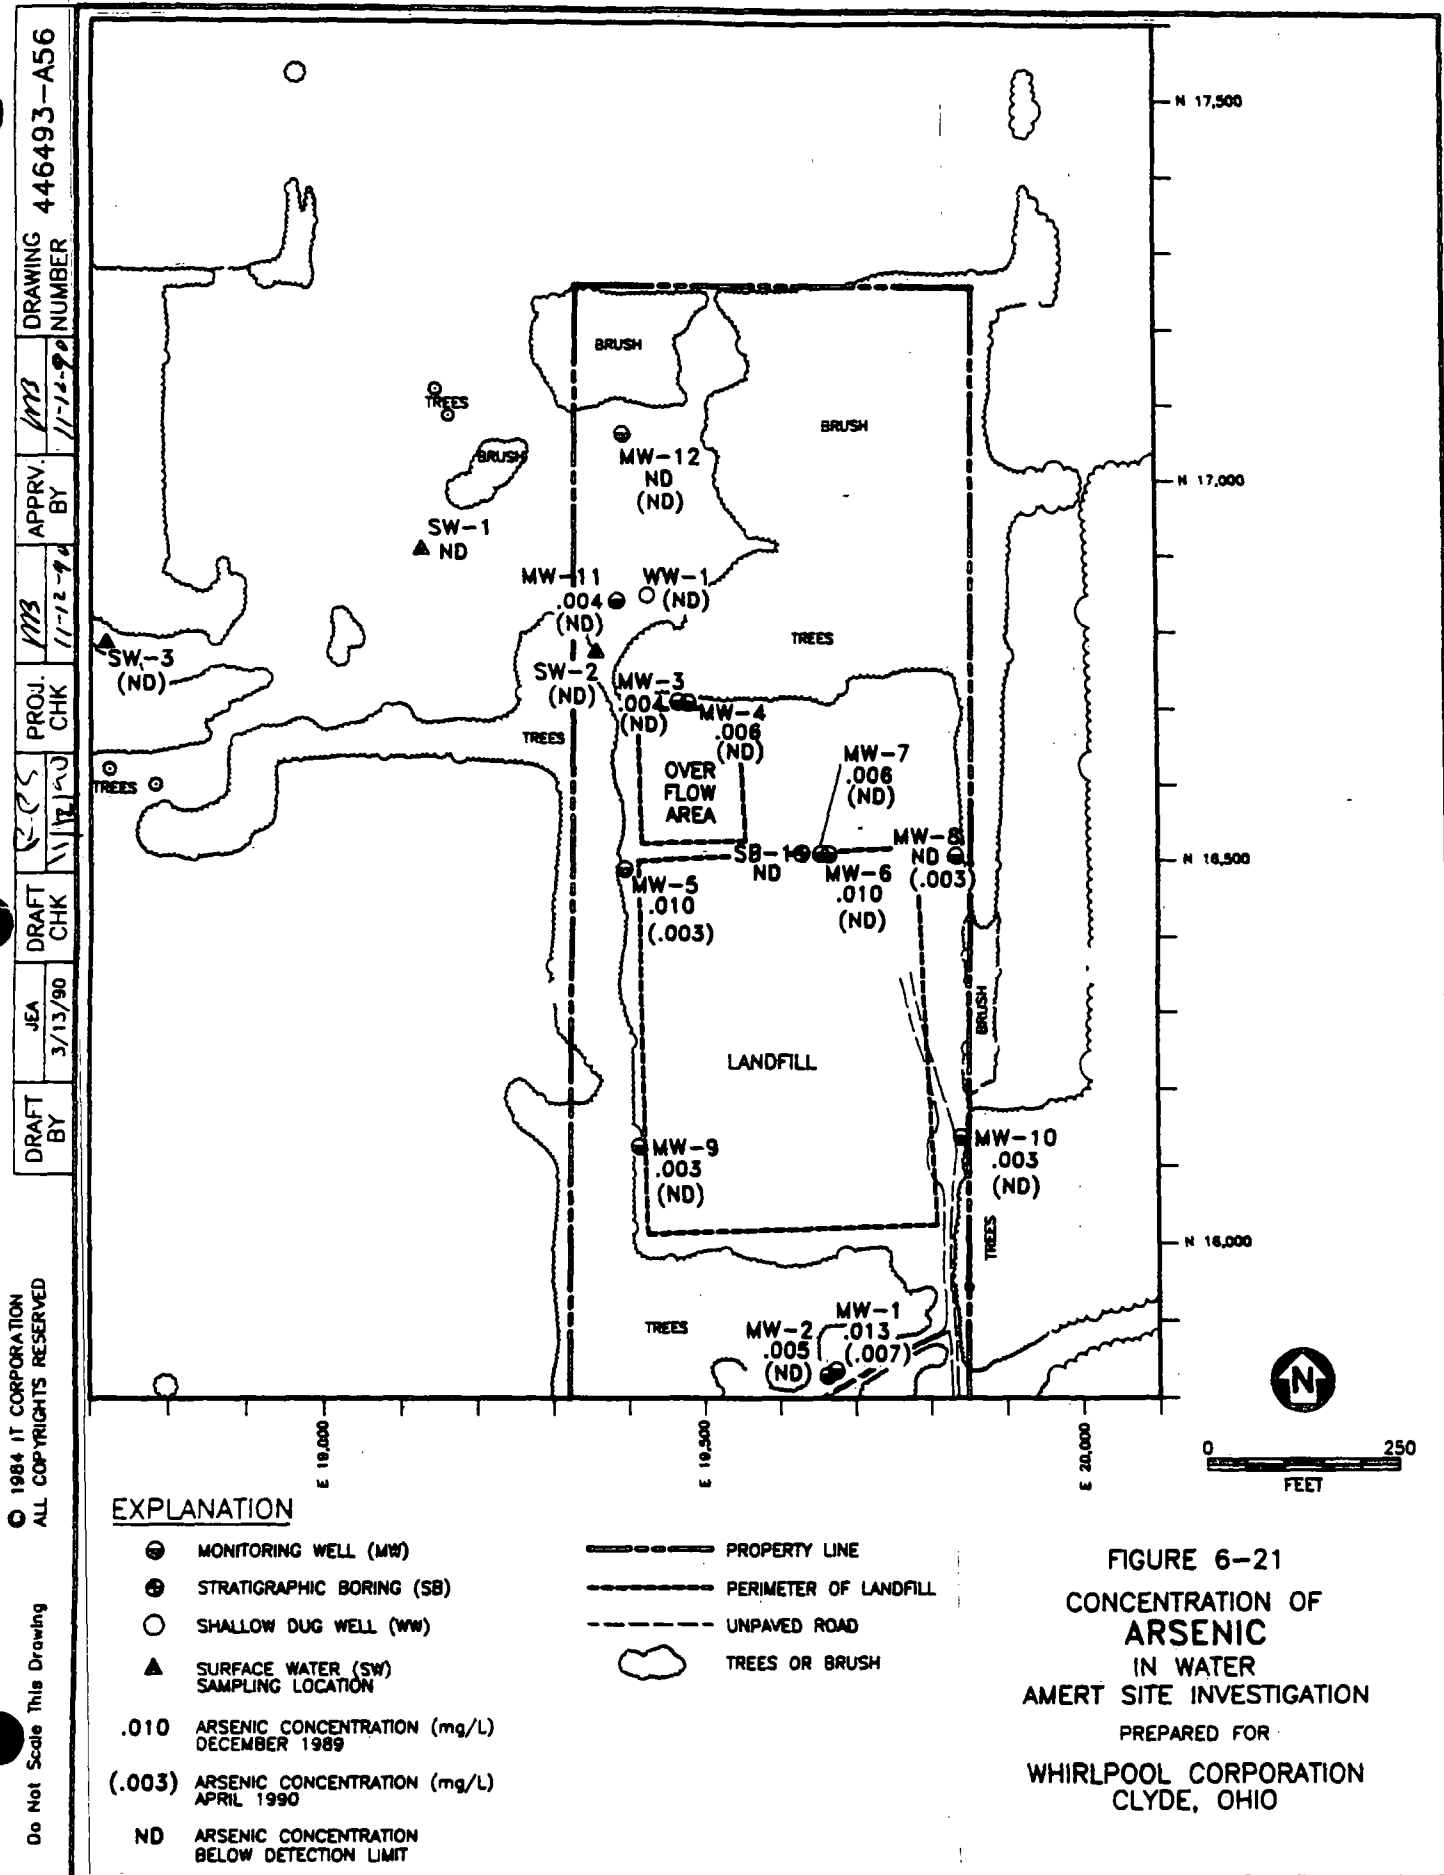 DRAWING
NUMBER
446493-A56
APPRV.
BY
11-12-90
PROJ.
CHK
DRAFT
CHK
JEA
3/13/90
DRAFT
BY
© 1984 IT CORPORATION
ALL COPYRIGHTS RESERVED
Do Not Scale This Drawing
N 17,500
BRUSH
TREES
BRUSH
BRUSH
MW-12
ND
(ND)
N 17,000
SW-1
ND
MW-11
.004
(ND)
WW-1
(ND)
TREES
SW-3
(ND)
SW-2
(ND)
MW-3
.004
(ND)
MW-4
.006
(ND)
TREES
OVER
FLOW
AREA
MW-7
.006
(ND)
TREES
SB-1
ND
MW-8
ND
(.003)
N 16,500
MW-5
.010
(.003)
MW-6
.010
(ND)
BRUSH
LANDFILL
MW-9
.003
(ND)
MW-10
.003
(ND)
TREES
N 16,000
TREES
MW-2
.005
(ND)
MW-1
.013
(.007)
E 19,000
E 19,500
E 20,000
N
0 250
FEET
EXPLANATION
MONITORING WELL (MW)
STRATIGRAPHIC BORING (SB)
SHALLOW DUG WELL (WW)
SURFACE WATER (SW)
SAMPLING LOCATION
.010 ARSENIC CONCENTRATION (mg/L)
DECEMBER 1989
(.003) ARSENIC CONCENTRATION (mg/L)
APRIL 1990
ND ARSENIC CONCENTRATION
BELOW DETECTION LIMIT
PROPERTY LINE
PERIMETER OF LANDFILL
UNPAVED ROAD
TREES OR BRUSH
FIGURE 6-21
CONCENTRATION OF
ARSENIC
IN WATER
AMERT SITE INVESTIGATION
PREPARED FOR
WHIRLPOOL CORPORATION
CLYDE, OHIO